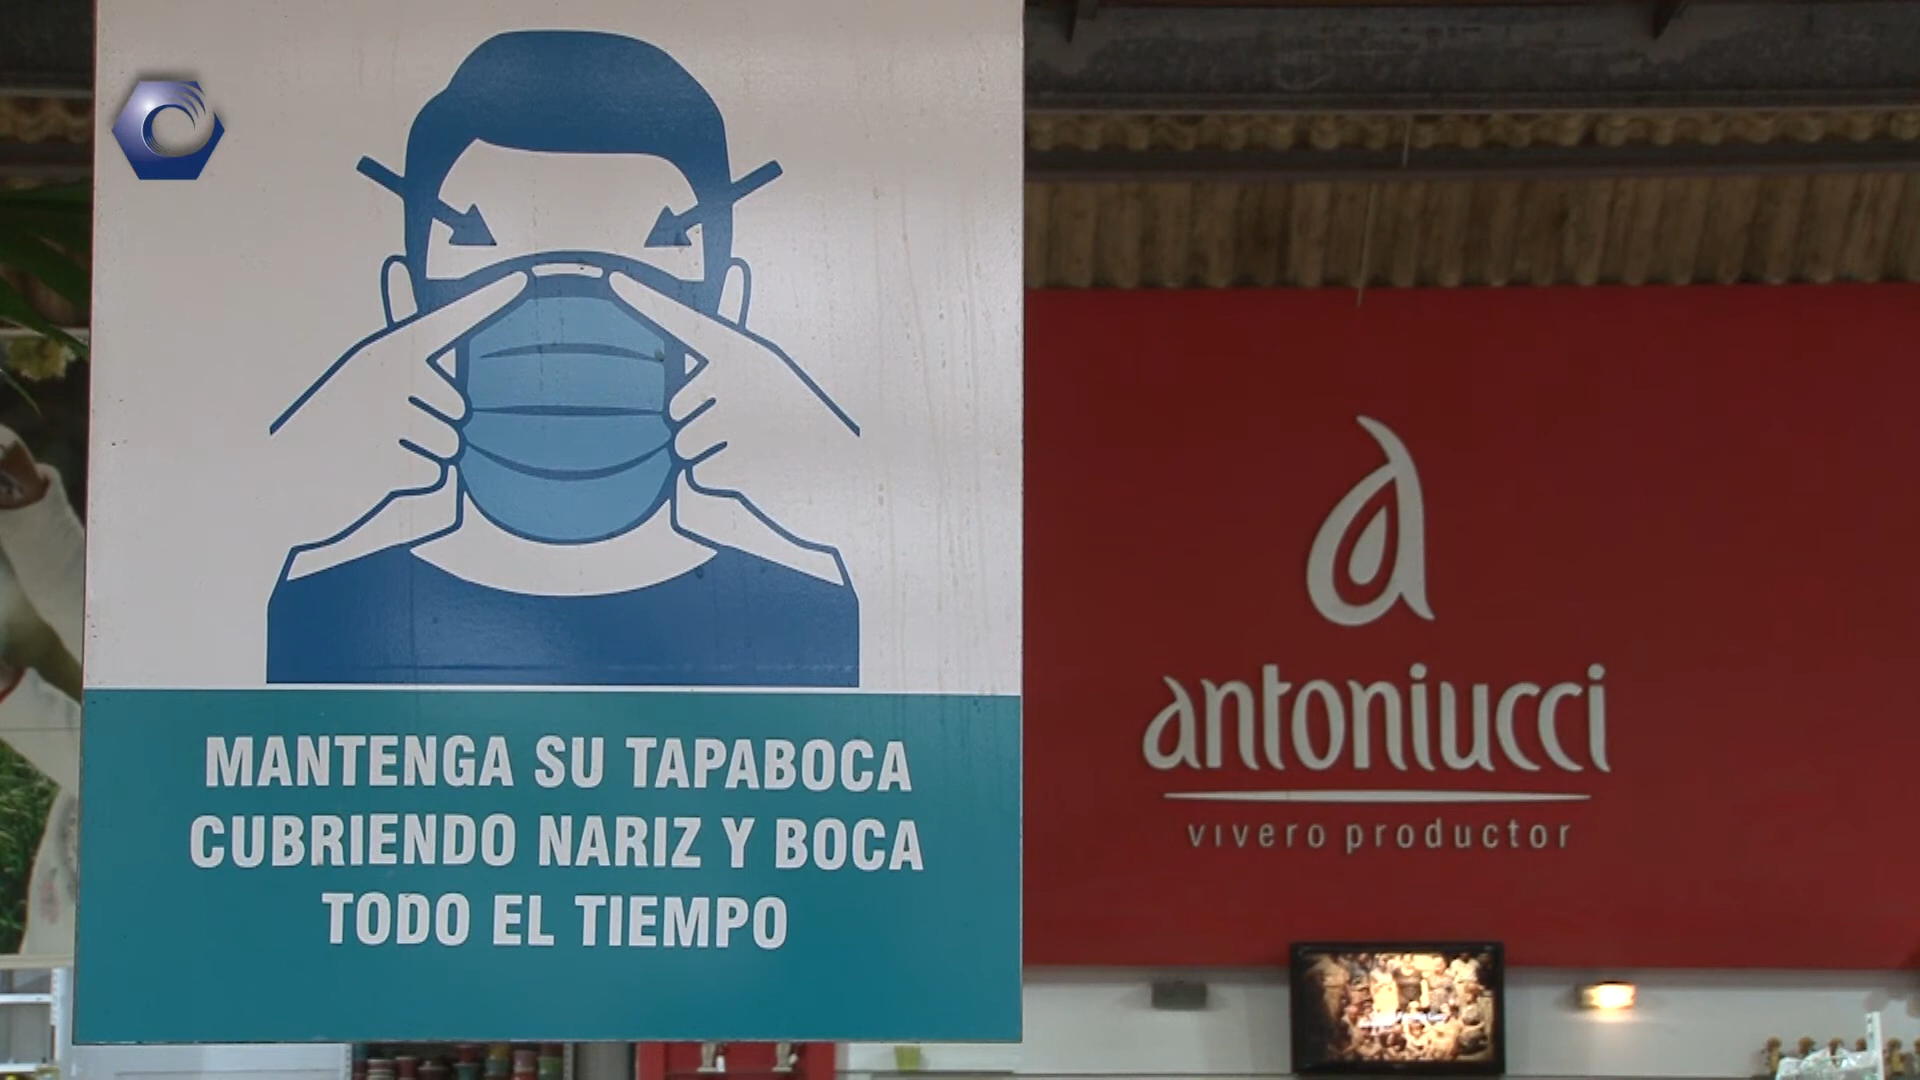 MANTENGA SU TAPABOCA
CUBRIENDO NARIZ Y BOCA
TODO EL TIEMPO
antoniucci
vivero productor